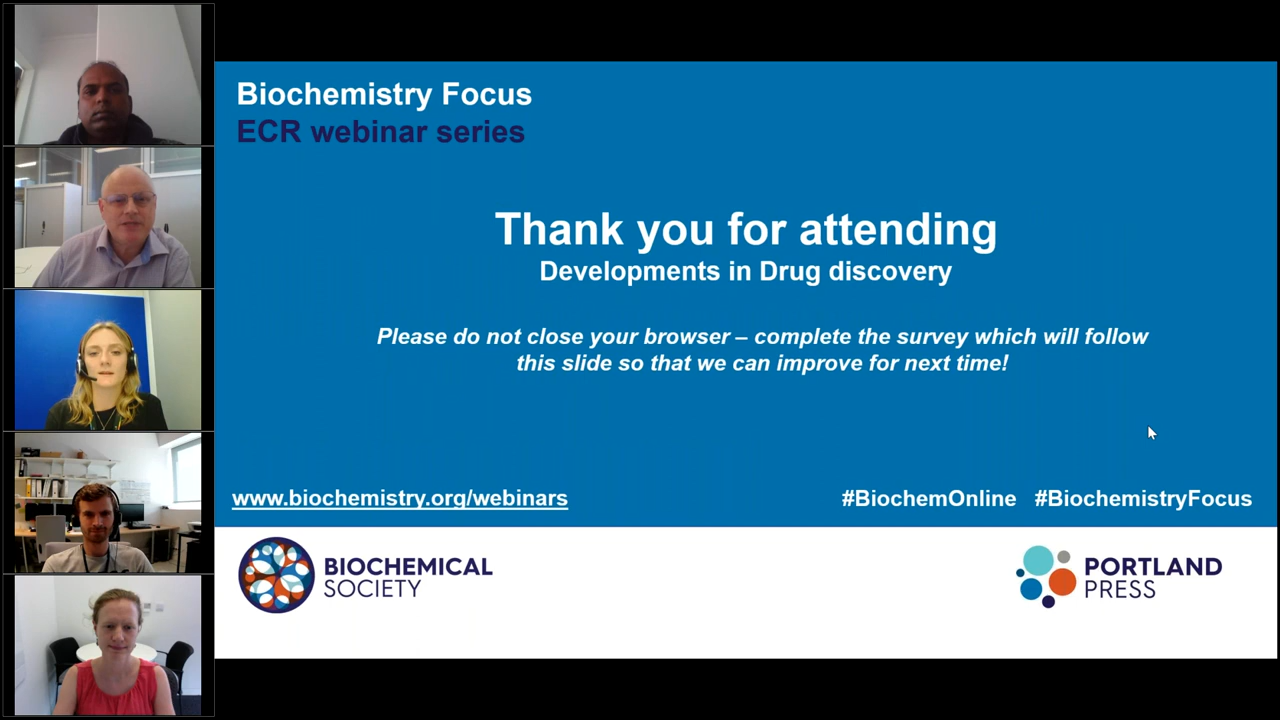 Biochemistry Focus
ECR webinar series
Thank you for attending
Developments in Drug discovery
Please do not close your browser – complete the survey which will follow
this slide so that we can improve for next time!
www.biochemistry.org/webinars
#BiochemOnline #BiochemistryFocus
BIOCHEMICAL
SOCIETY
PORTLAND
PRESS